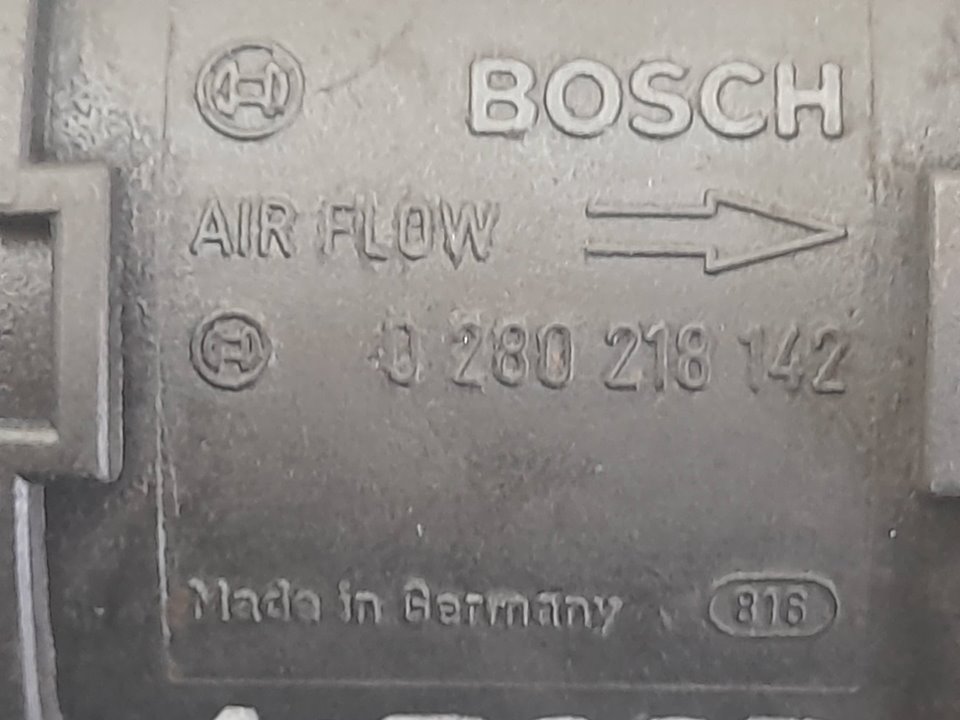 BOSCH
AIR FLOW
0 280 218 142
Made in Germany 816